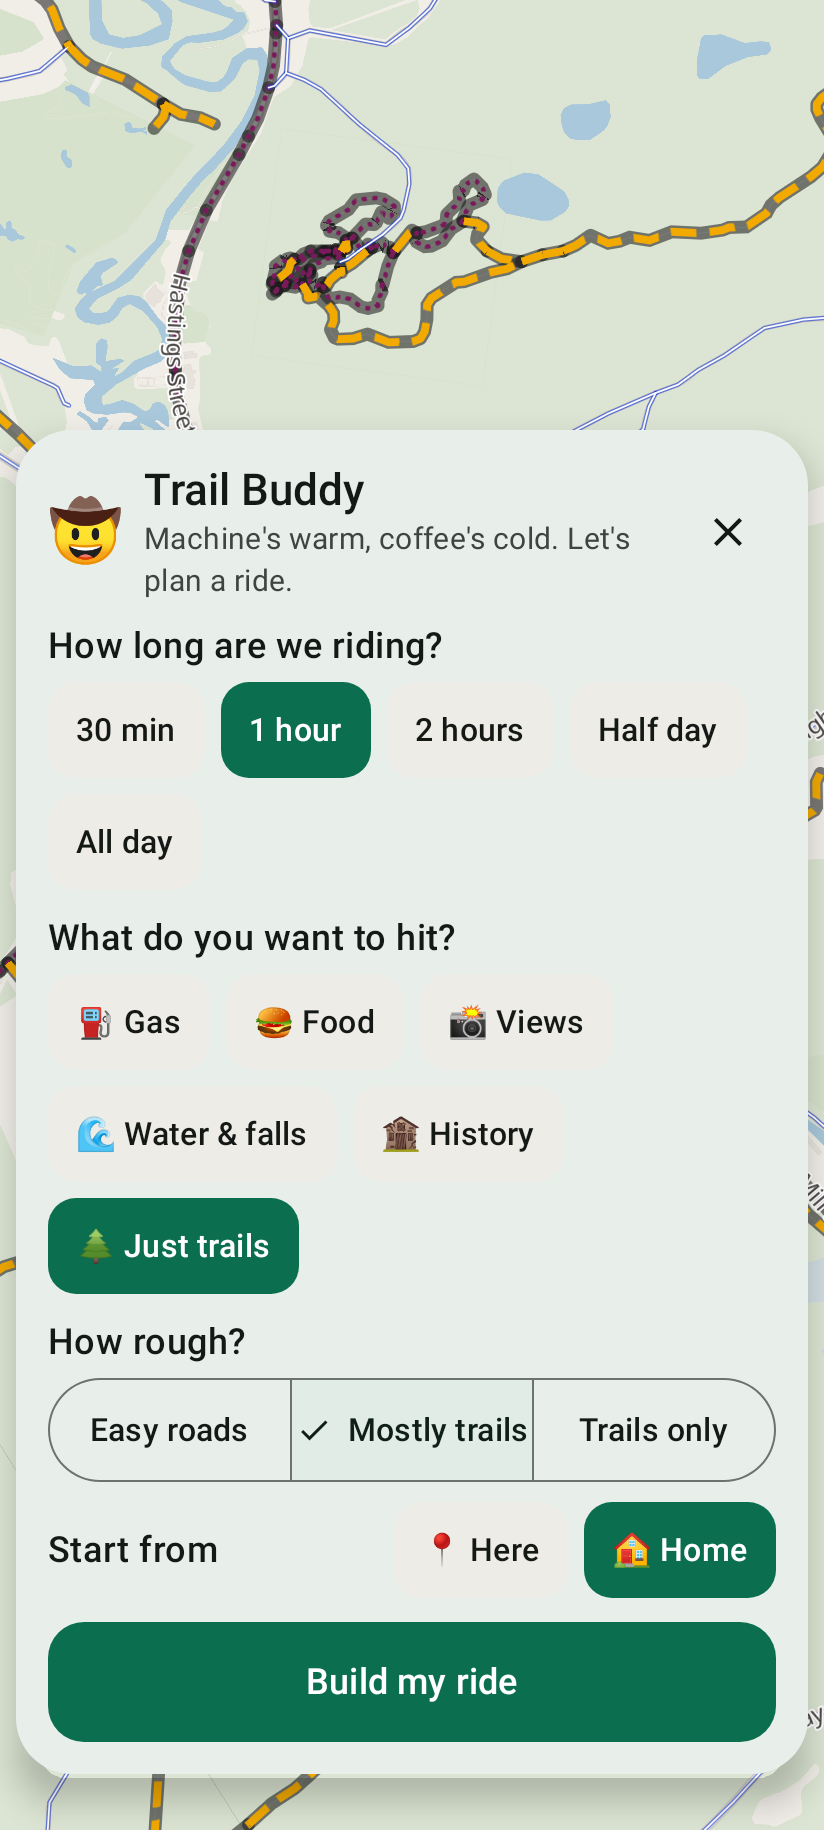 Hastings Street
Trail Buddy
Machine's warm, coffee's cold. Let's
plan a ride.
How long are we riding?
30 min
1 hour
2 hours
Half day
All day
What do you want to hit?
Gas
Food
Views
Water & falls
History
Just trails
How rough?
Easy roads
Mostly trails
Trails only
Start from
Here
Home
Build my ride